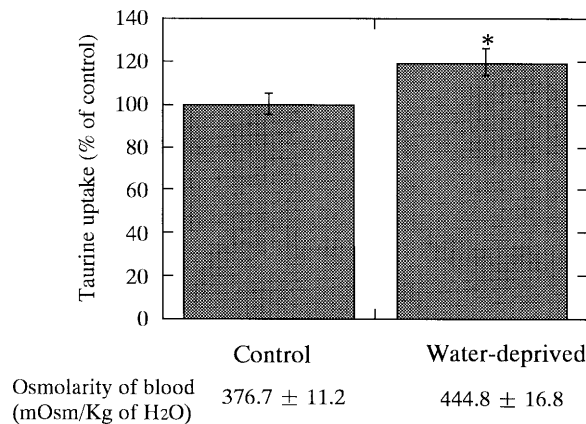 140
120
100
80
60
40
20
0
Taurine uptake (% of control)
*
Control Water-deprived
Osmolarity of blood
(mOsm/Kg of H2O) 376.7 ± 11.2 444.8 ± 16.8